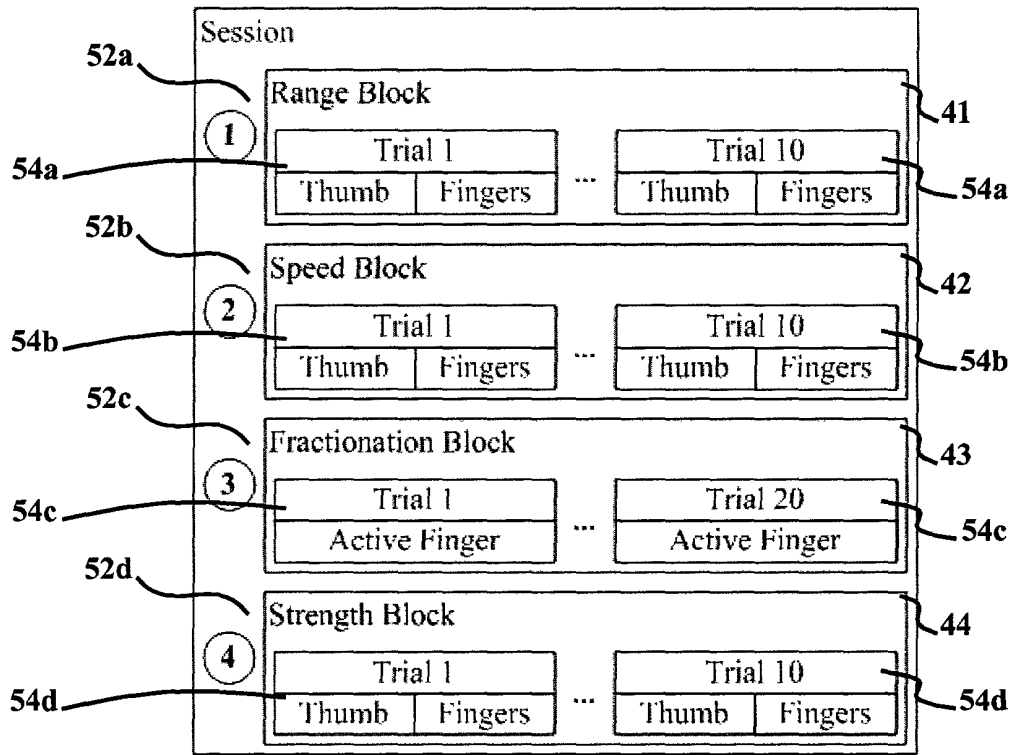 Session
52a
Range Block
41
1
Trial 1 ... Trial 10
54a
Thumb Fingers Thumb Fingers
54a
52b
Speed Block
42
2
Trial 1 ... Trial 10
54b
Thumb Fingers Thumb Fingers
54b
52c
Fractionation Block
43
3
Trial 1 ... Trial 20
54c
Active Finger Active Finger
54c
52d
Strength Block
44
4
Trial 1 ... Trial 10
54d
Thumb Fingers Thumb Fingers
54d